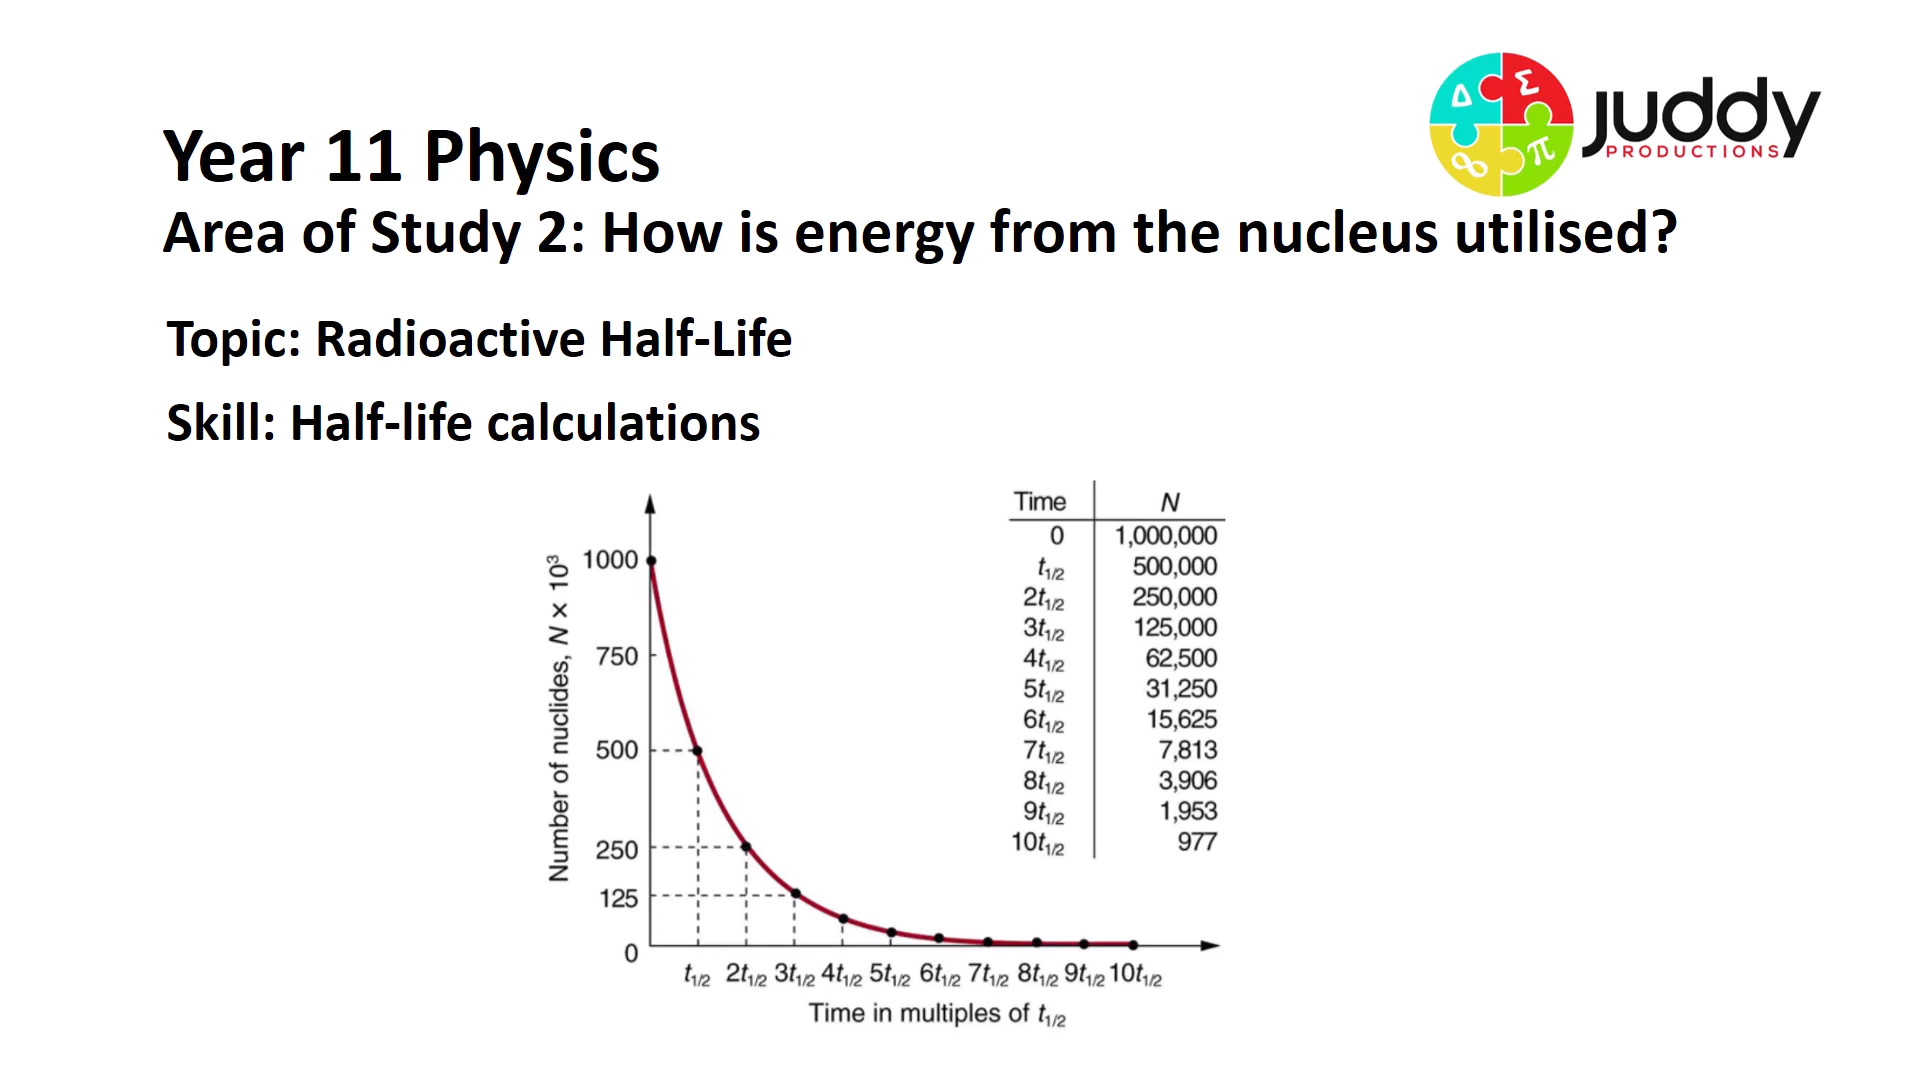 Δ Σ
∞ π
juddy
PRODUCTIONS
Year 11 Physics
Area of Study 2: How is energy from the nucleus utilised?
Topic: Radioactive Half-Life
Skill: Half-life calculations
Number of nuclides, N × 10³
1000
750
500
250
125
0
t1/2 2t1/2 3t1/2 4t1/2 5t1/2 6t1/2 7t1/2 8t1/2 9t1/2 10t1/2
Time in multiples of t1/2
Time N
0 1,000,000
t1/2 500,000
2t1/2 250,000
3t1/2 125,000
4t1/2 62,500
5t1/2 31,250
6t1/2 15,625
7t1/2 7,813
8t1/2 3,906
9t1/2 1,953
10t1/2 977